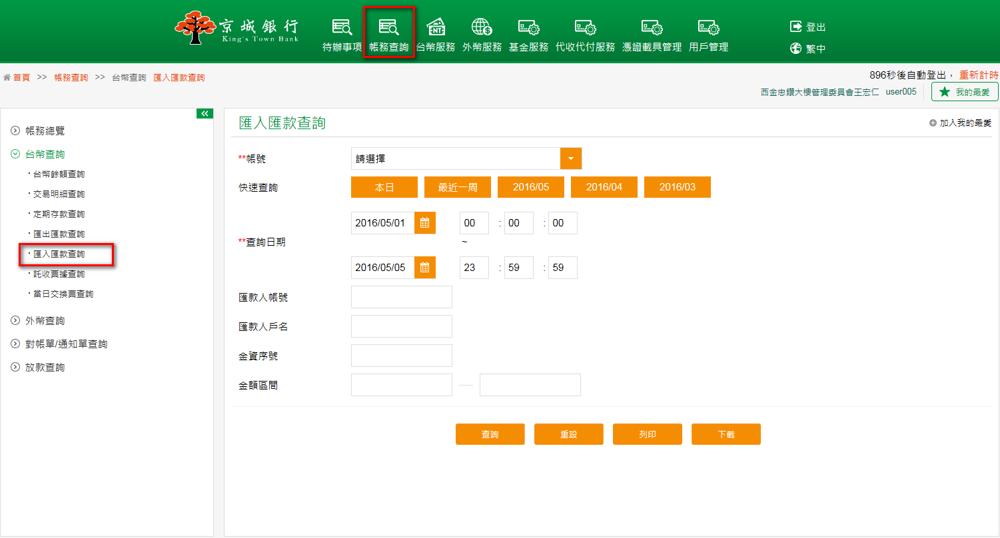 京城銀行
King's Town Bank
待辦事項 帳務查詢 台幣服務 外幣服務 基金服務 代收代付服務 憑證載具管理 用戶管理
NT
$
登出
繁中
首頁 >> 帳務查詢 >> 台幣查詢 匯入匯款查詢
896秒後自動登出， 重新計時
西金忠鑽大樓管理委員會王宏仁 user005
我的最愛
帳務總覽
台幣查詢
台幣餘額查詢
交易明細查詢
定期存款查詢
匯出匯款查詢
匯入匯款查詢
託收票據查詢
當日交換票查詢
外幣查詢
對帳單/通知單查詢
放款查詢
匯入匯款查詢
加入我的最愛
**帳號 請選擇
快速查詢 本日 最近一周 2016/05 2016/04 2016/03
2016/05/01 00 : 00 : 00
**查詢日期 ~
2016/05/05 23 : 59 : 59
匯款人帳號
匯款人戶名
金資序號
金額區間 —
查詢 重設 列印 下載